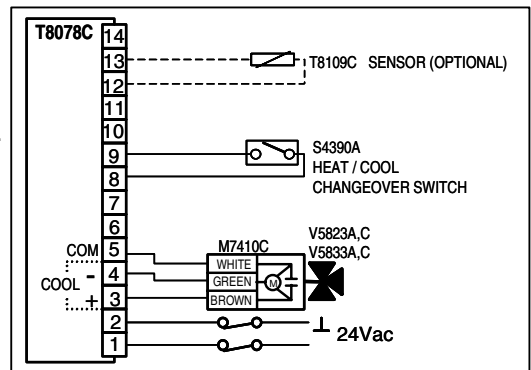 T8078C
14
13
T8109C SENSOR (OPTIONAL)
12
11
10
9
S4390A
8
HEAT / COOL
CHANGEOVER SWITCH
7
6
M7410C
V5823A,C
V5833A,C
COM
5
WHITE
COOL
-
4
GREEN
M
+
3
BROWN
2
24Vac
1